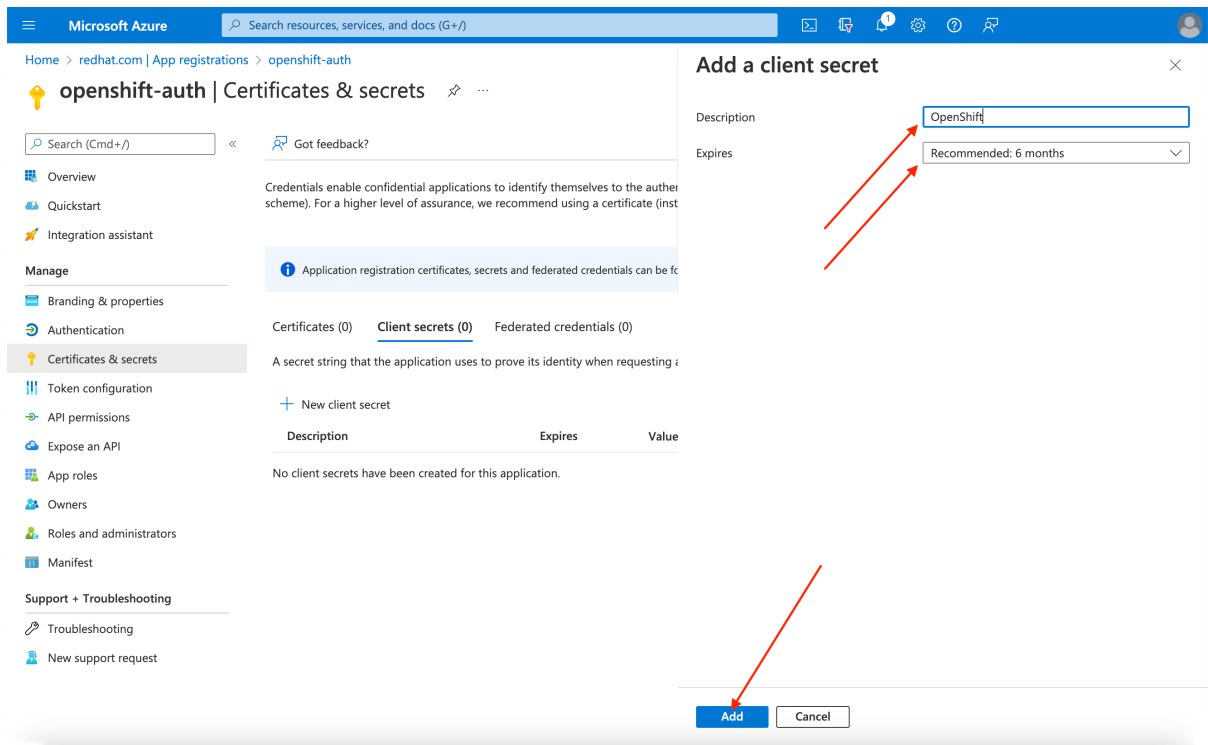 Microsoft Azure
Search resources, services, and docs (G+/)
1
Home > redhat.com | App registrations > openshift-auth
openshift-auth | Certificates & secrets
Search (Cmd+/)
Overview
Quickstart
Integration assistant
Manage
Branding & properties
Authentication
Certificates & secrets
Token configuration
API permissions
Expose an API
App roles
Owners
Roles and administrators
Manifest
Support + Troubleshooting
Troubleshooting
New support request
Got feedback?
Credentials enable confidential applications to identify themselves to the auther
scheme). For a higher level of assurance, we recommend using a certificate (inst
Application registration certificates, secrets and federated credentials can be fo
Certificates (0) Client secrets (0) Federated credentials (0)
A secret string that the application uses to prove its identity when requesting a
New client secret
Description Expires Value
No client secrets have been created for this application.
Add a client secret
Description OpenShift
Expires Recommended: 6 months
Add Cancel